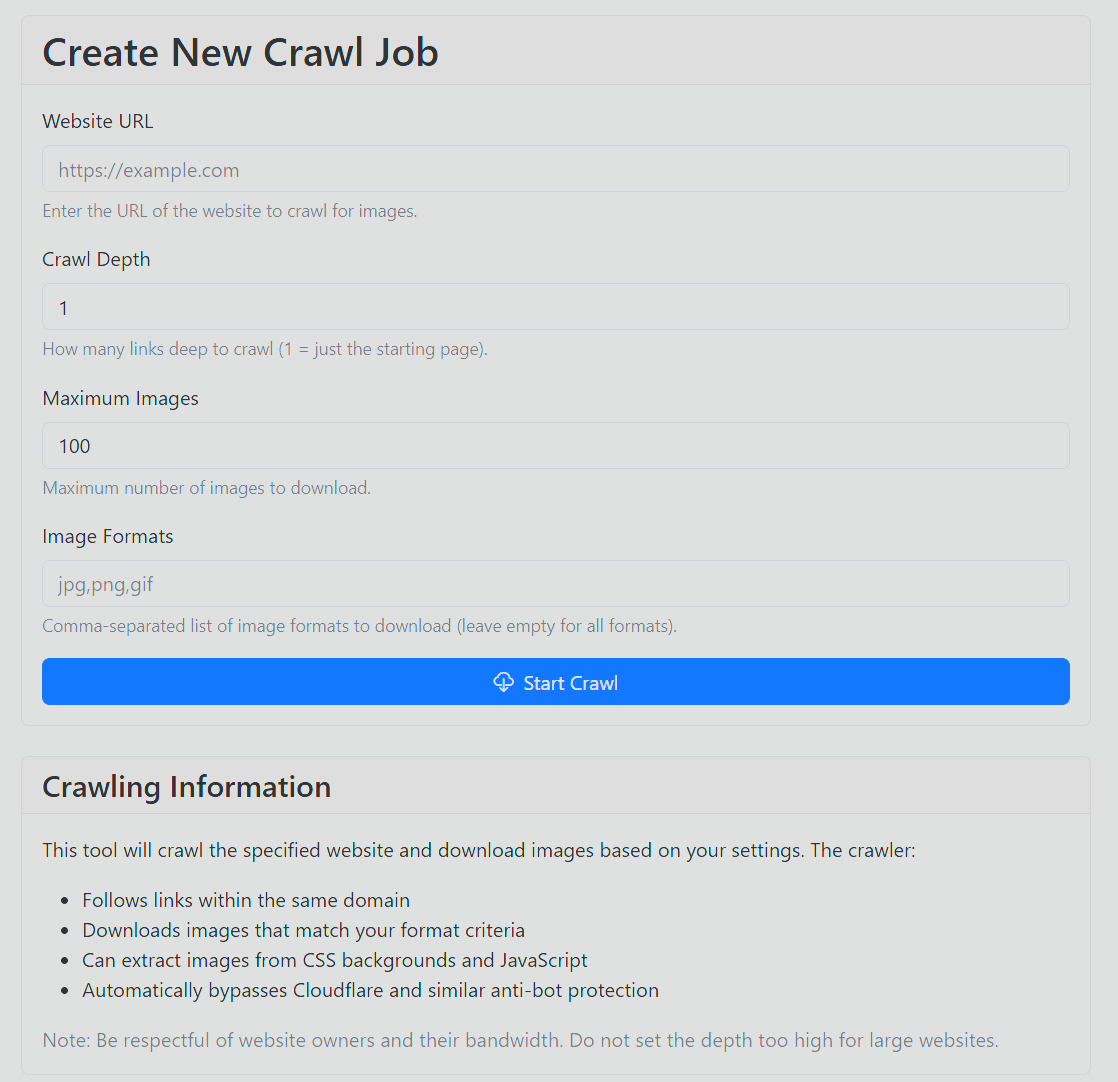 Create New Crawl Job
Website URL
https://example.com
Enter the URL of the website to crawl for images.
Crawl Depth
1
How many links deep to crawl (1 = just the starting page).
Maximum Images
100
Maximum number of images to download.
Image Formats
jpg,png,gif
Comma-separated list of image formats to download (leave empty for all formats).
Start Crawl
Crawling Information
This tool will crawl the specified website and download images based on your settings. The crawler:
• Follows links within the same domain
• Downloads images that match your format criteria
• Can extract images from CSS backgrounds and JavaScript
• Automatically bypasses Cloudflare and similar anti-bot protection
Note: Be respectful of website owners and their bandwidth. Do not set the depth too high for large websites.